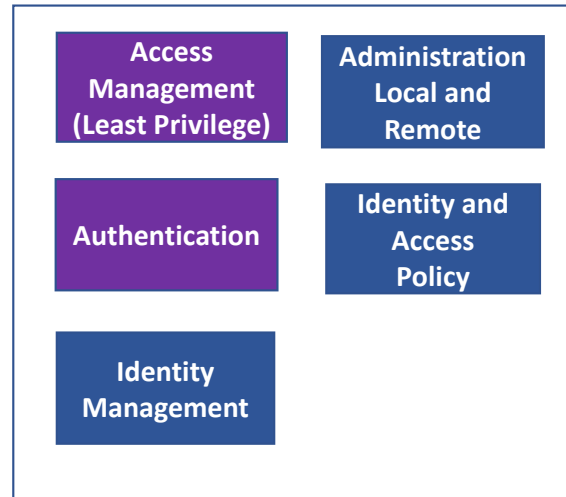 Access
Management
(Least Privilege)
Administration
Local and
Remote
Authentication
Identity and
Access
Policy
Identity
Management